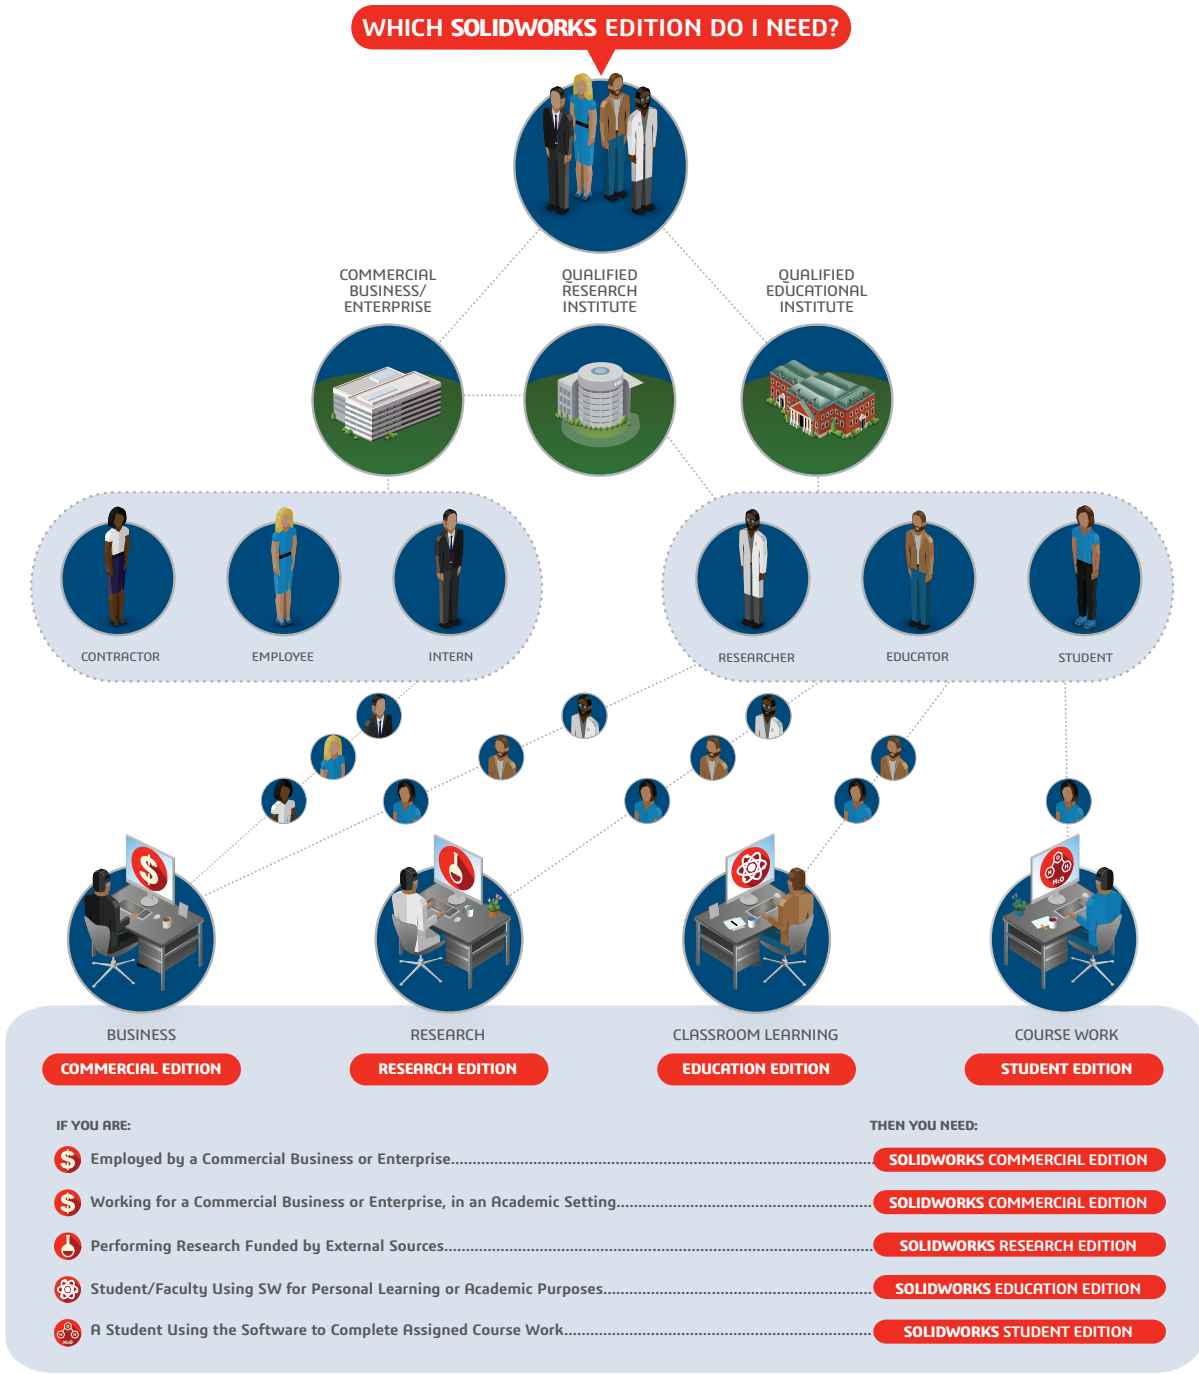 WHICH SOLIDWORKS EDITION DO I NEED?
COMMERCIAL
BUSINESS/
ENTERPRISE
QUALIFIED
RESEARCH
INSTITUTE
QUALIFIED
EDUCATIONAL
INSTITUTE
CONTRACTOR
EMPLOYEE
INTERN
RESEARCHER
EDUCATOR
STUDENT
$
H O H
H₂O
BUSINESS
RESEARCH
CLASSROOM LEARNING
COURSE WORK
COMMERCIAL EDITION
RESEARCH EDITION
EDUCATION EDITION
STUDENT EDITION
IF YOU ARE:
THEN YOU NEED:
$ Employed by a Commercial Business or Enterprise
SOLIDWORKS COMMERCIAL EDITION
$ Working for a Commercial Business or Enterprise, in an Academic Setting
SOLIDWORKS COMMERCIAL EDITION
Performing Research Funded by External Sources
SOLIDWORKS RESEARCH EDITION
Student/Faculty Using SW for Personal Learning or Academic Purposes
SOLIDWORKS EDUCATION EDITION
H₂O
A Student Using the Software to Complete Assigned Course Work
SOLIDWORKS STUDENT EDITION